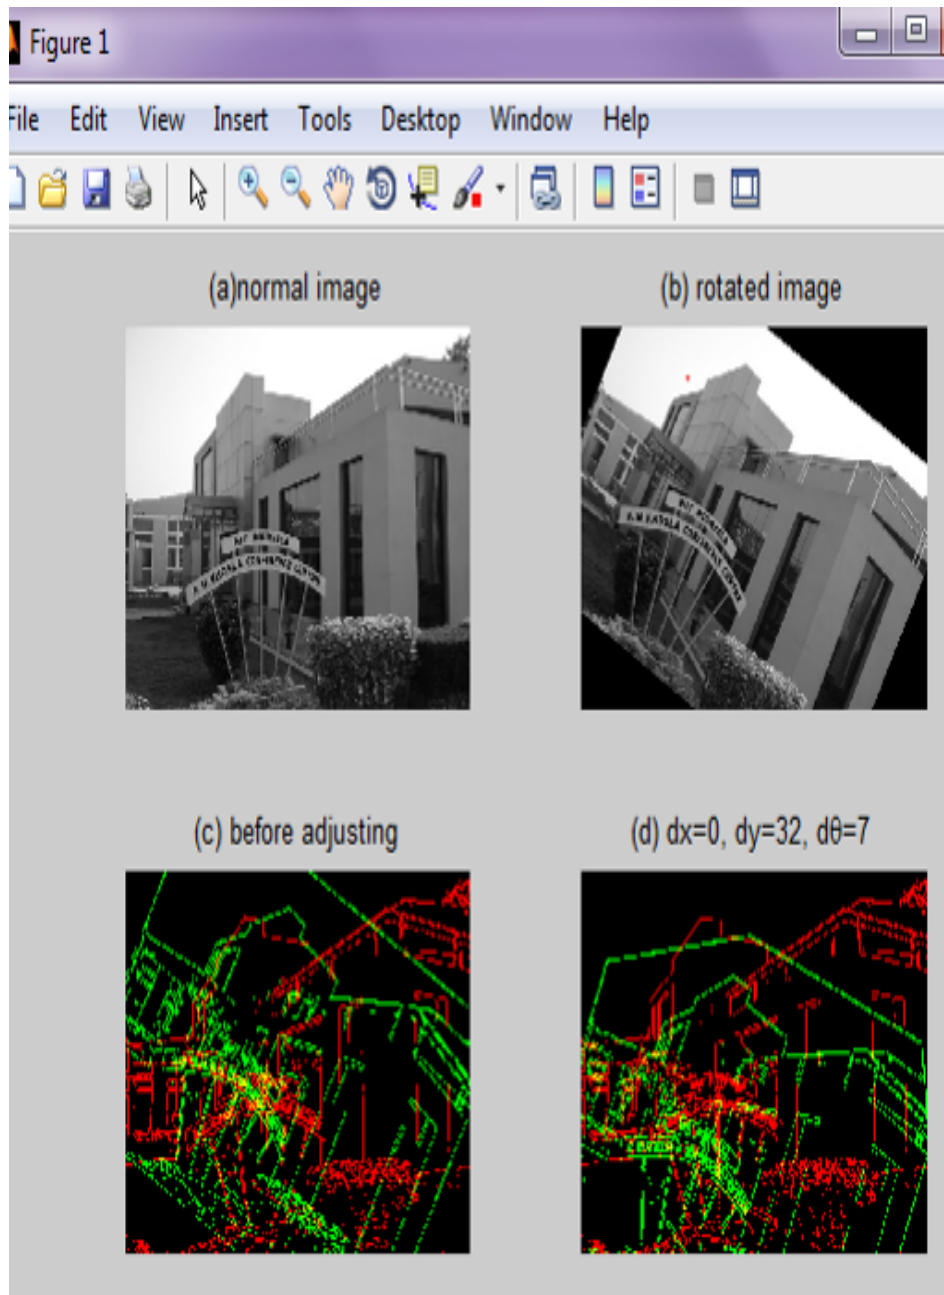 Figure 1
File Edit View Insert Tools Desktop Window Help
(a)normal image
(b) rotated image
(c) before adjusting
(d) dx=0, dy=32, dθ=7